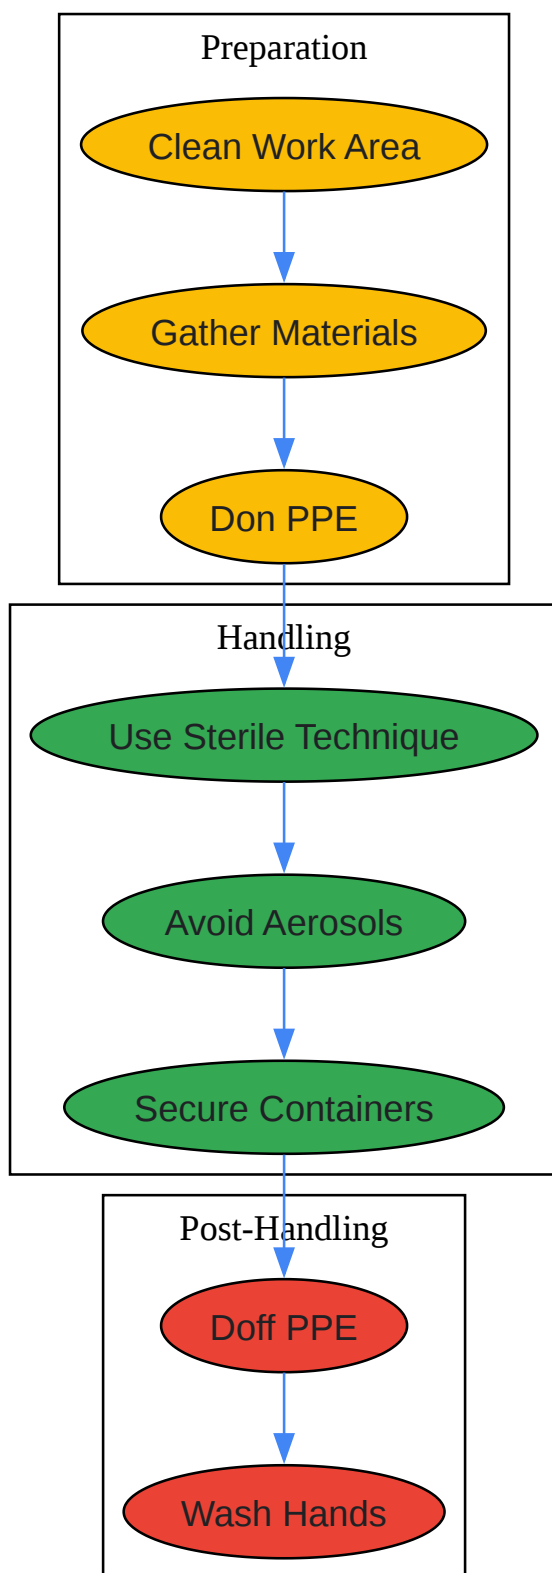 Preparation
Clean Work Area
Gather Materials
Don PPE
Handling
Use Sterile Technique
Avoid Aerosols
Secure Containers
Post-Handling
Doff PPE
Wash Hands